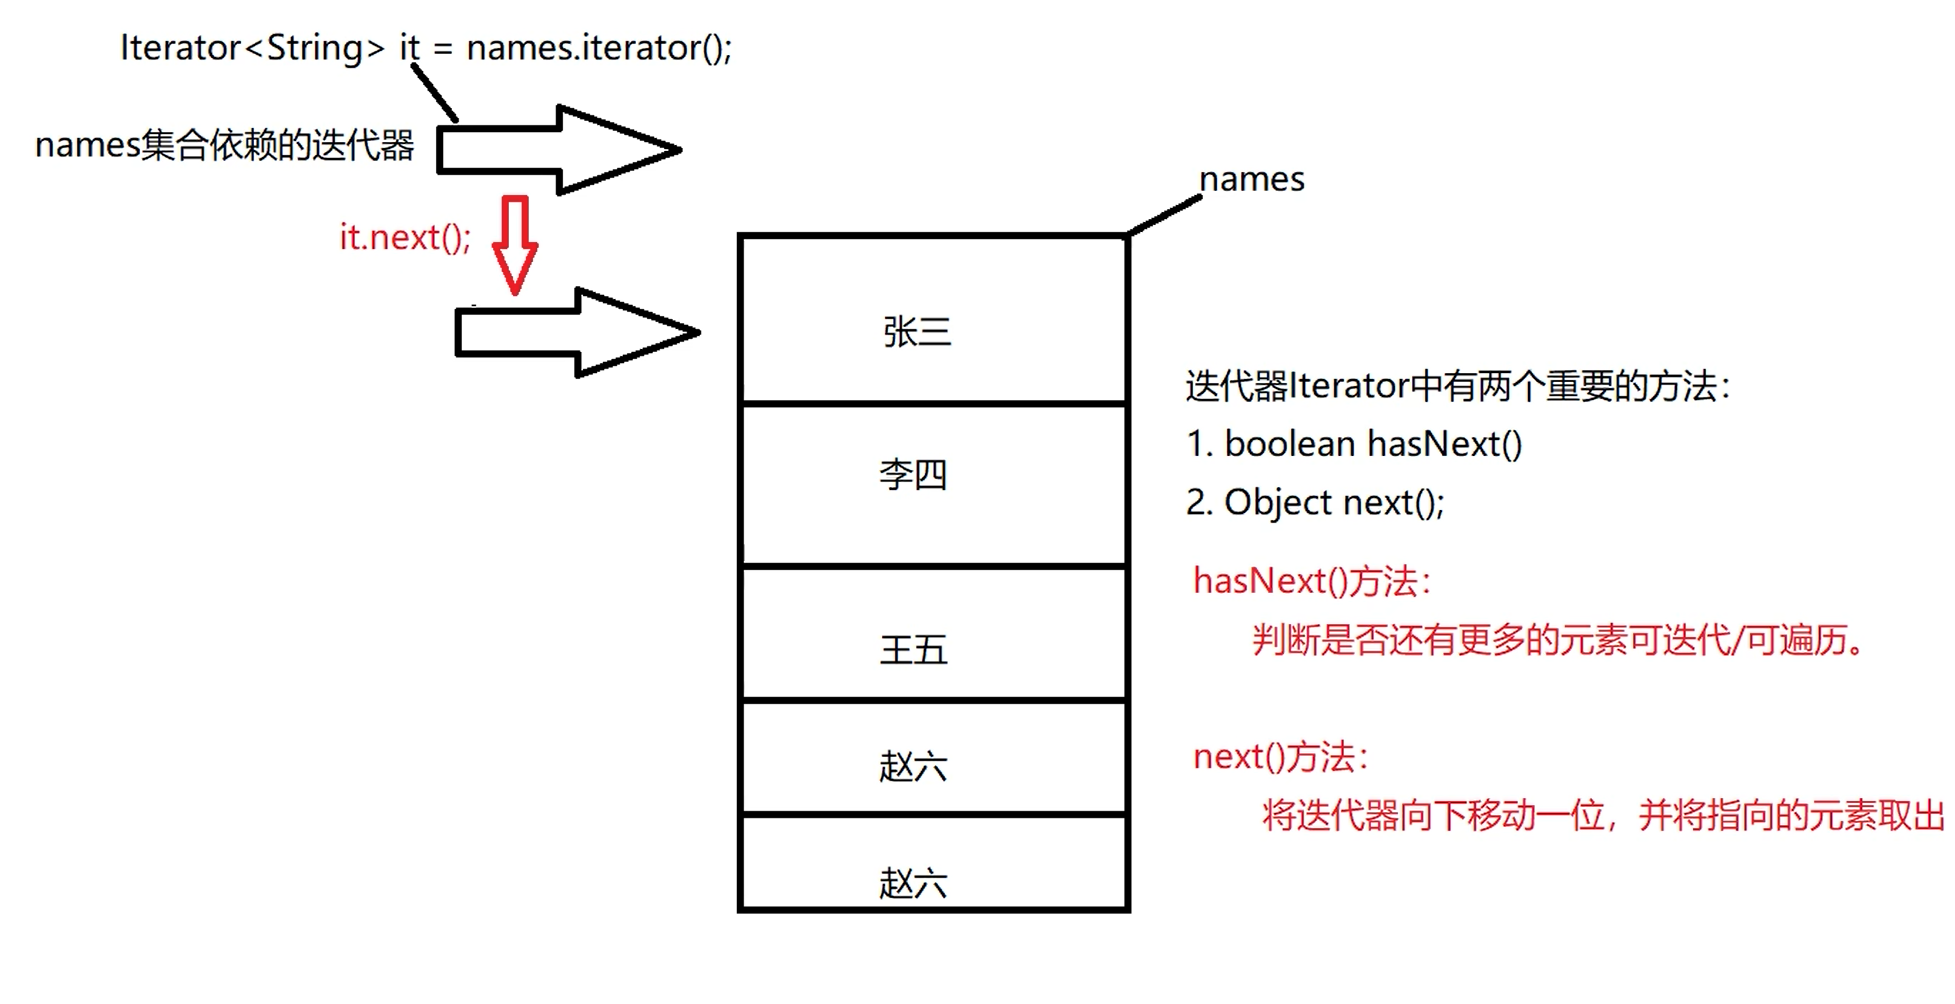 Iterator<String> it = names.iterator();
names集合依赖的迭代器
it.next();
names
张三
李四
王五
赵六
赵六
迭代器Iterator中有两个重要的方法：
1. boolean hasNext()
2. Object next();
hasNext()方法：
判断是否还有更多的元素可迭代/可遍历。
next()方法：
将迭代器向下移动一位，并将指向的元素取出